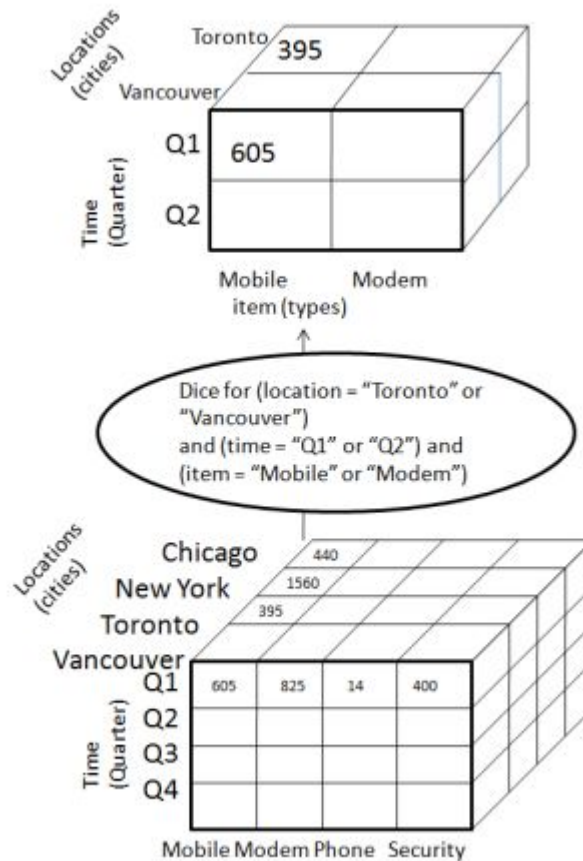 Locations
(cities)
Toronto
395
Vancouver
Q1
605
Time
(Quarter)
Q2
Mobile Modem
item (types)
Dice for (location = “Toronto” or
“Vancouver”)
and (time = “Q1” or “Q2”) and
(item = “Mobile” or “Modem”)
Locations
(cities)
Chicago 440
New York 1560
Toronto 395
Vancouver
Q1 605 825 14 400
Time
(Quarter)
Q2
Q3
Q4
Mobile Modem Phone Security